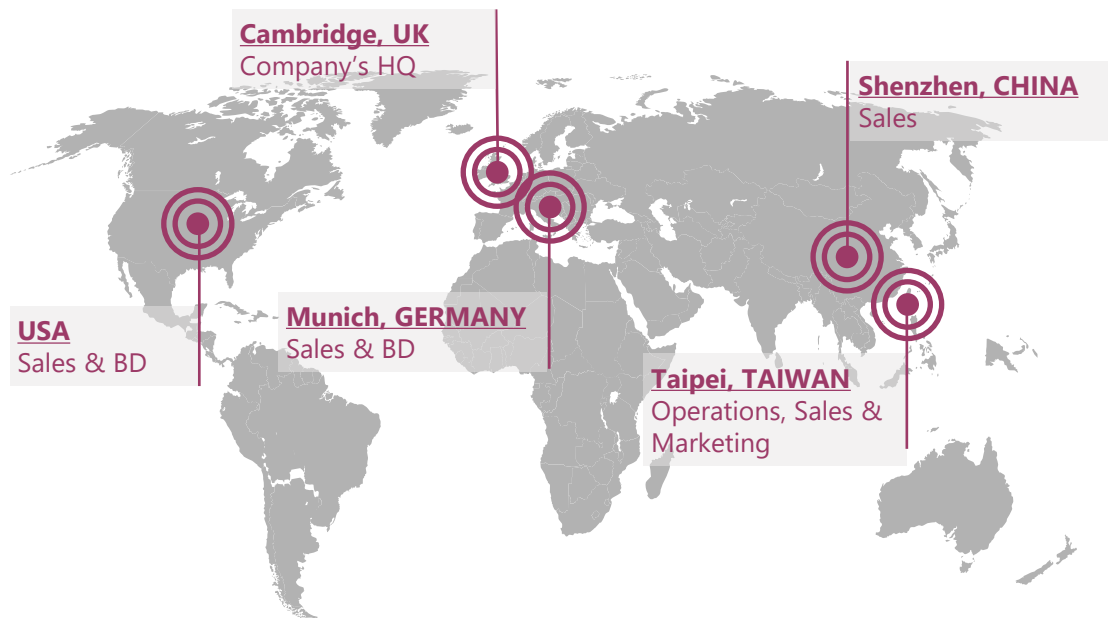 Cambridge, UK
Company’s HQ
Shenzhen, CHINA
Sales
USA
Sales & BD
Munich, GERMANY
Sales & BD
Taipei, TAIWAN
Operations, Sales &
Marketing